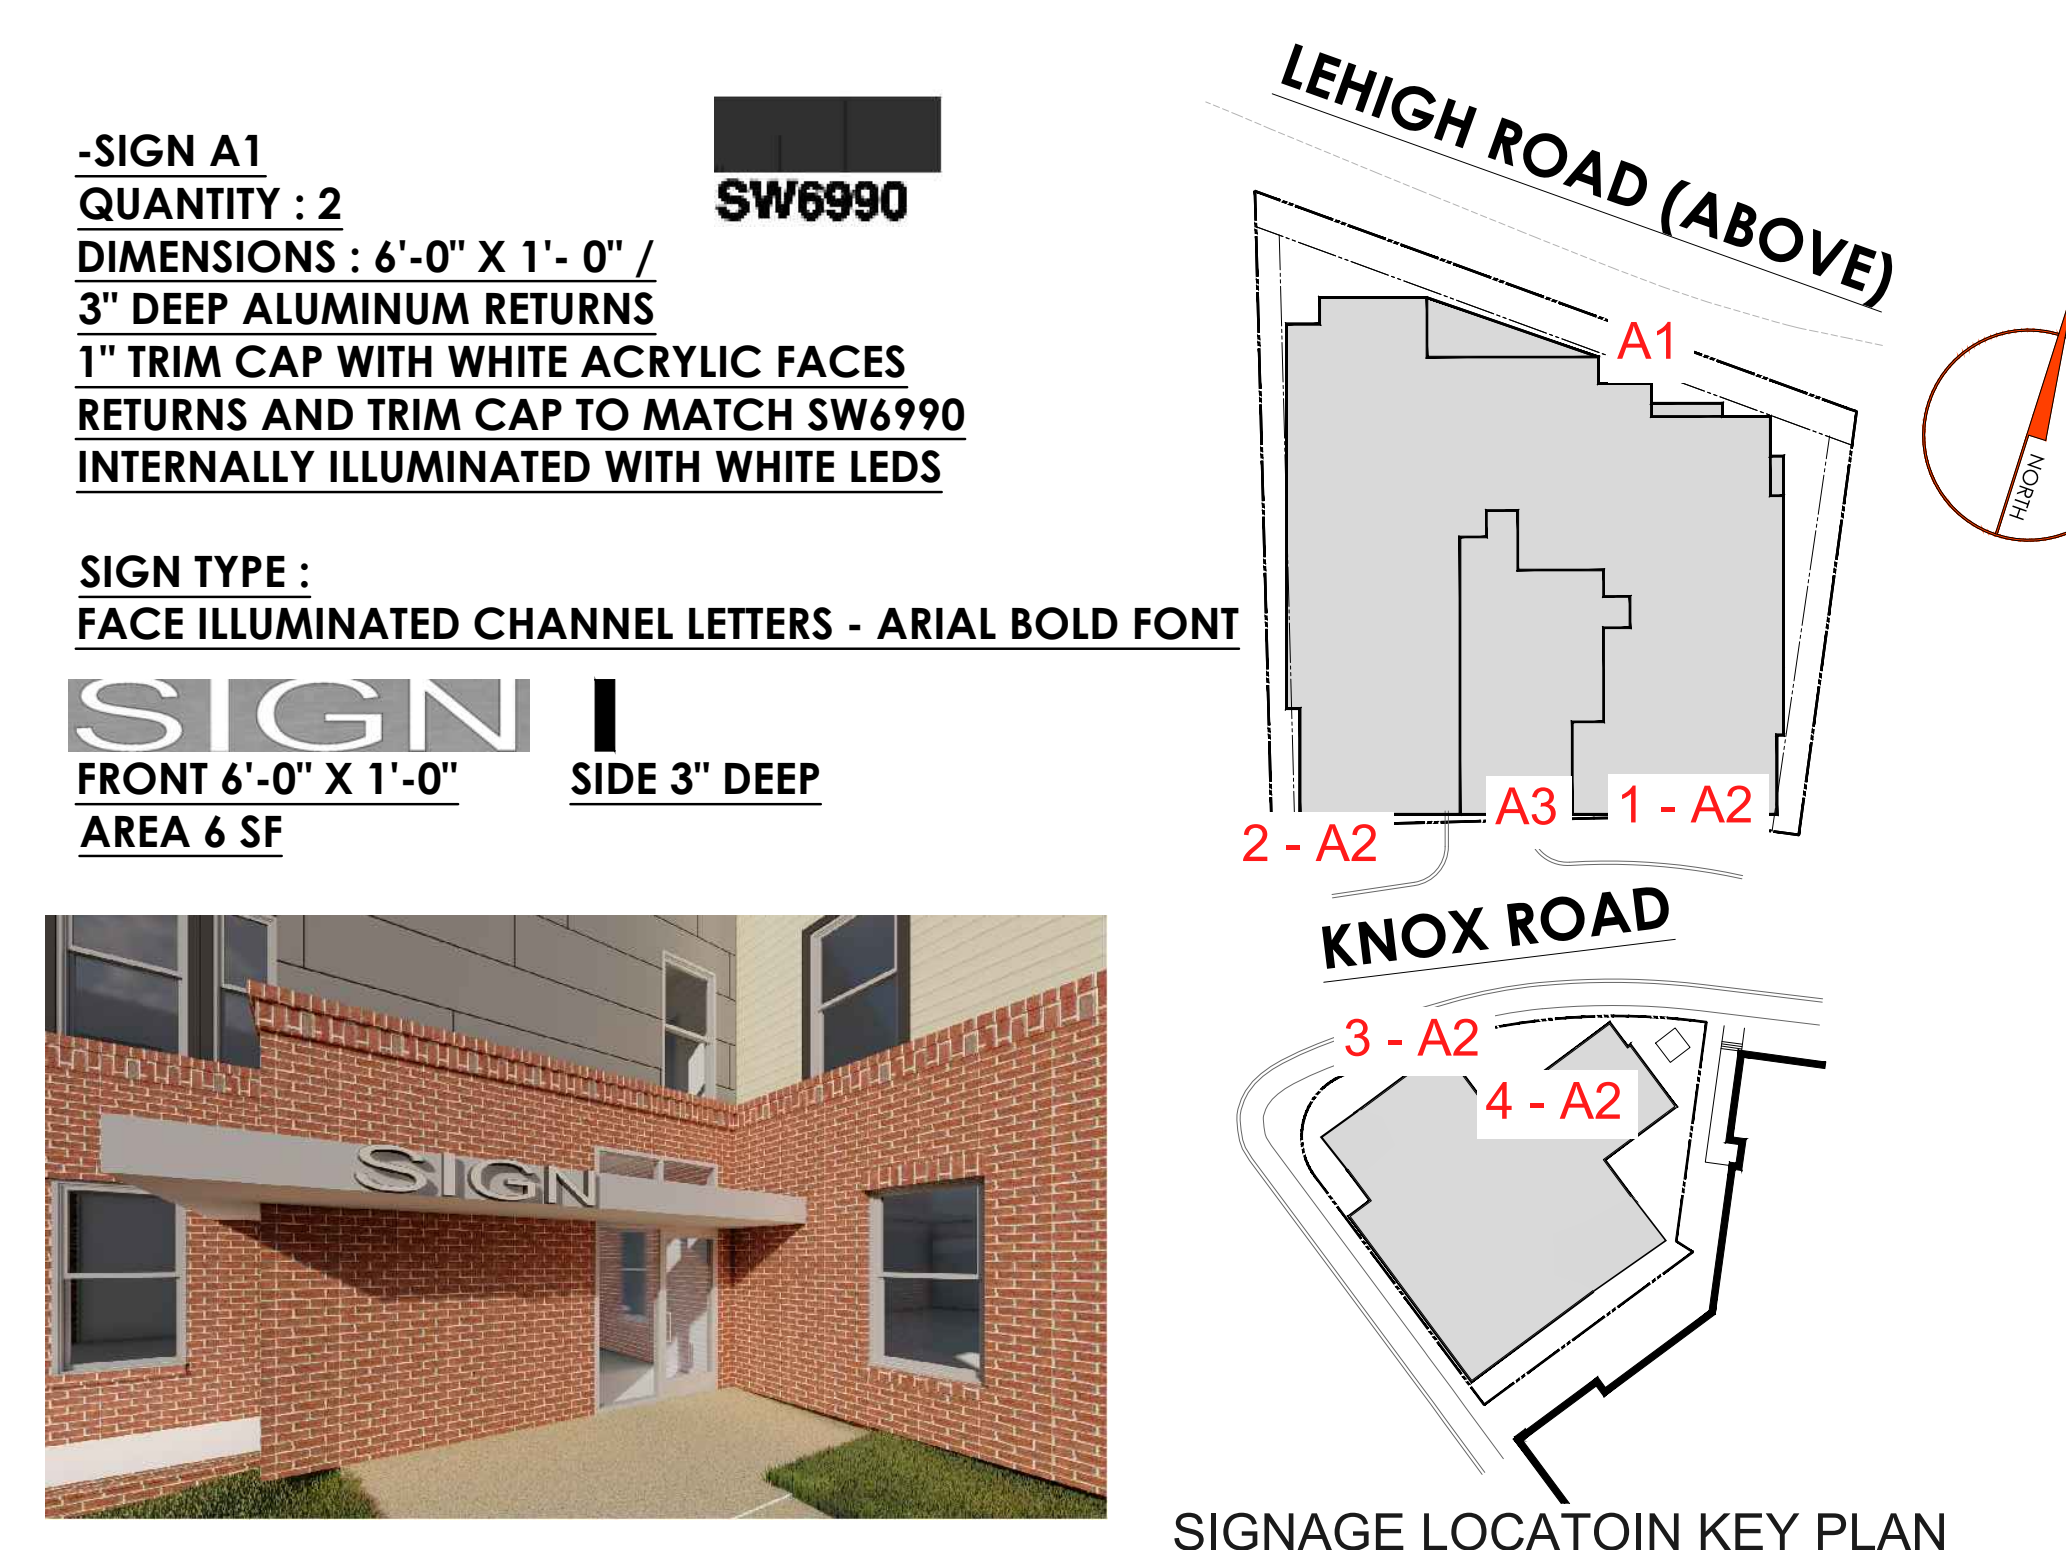 -SIGN A1
QUANTITY : 2
DIMENSIONS : 6'-0" X 1'- 0" /
3" DEEP ALUMINUM RETURNS
1" TRIM CAP WITH WHITE ACRYLIC FACES
RETURNS AND TRIM CAP TO MATCH SW6990
INTERNALLY ILLUMINATED WITH WHITE LEDS
SW6990
SIGN TYPE :
FACE ILLUMINATED CHANNEL LETTERS - ARIAL BOLD FONT
SIGN
FRONT 6'-0" X 1'-0"
AREA 6 SF
SIDE 3" DEEP
SIGN
LEHIGH ROAD (ABOVE)
A1
NORTH
A3
1 - A2
2 - A2
KNOX ROAD
3 - A2
4 - A2
SIGNAGE LOCATOIN KEY PLAN